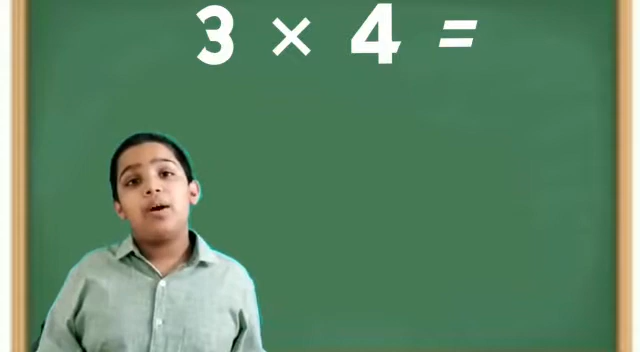 3 × 4 =